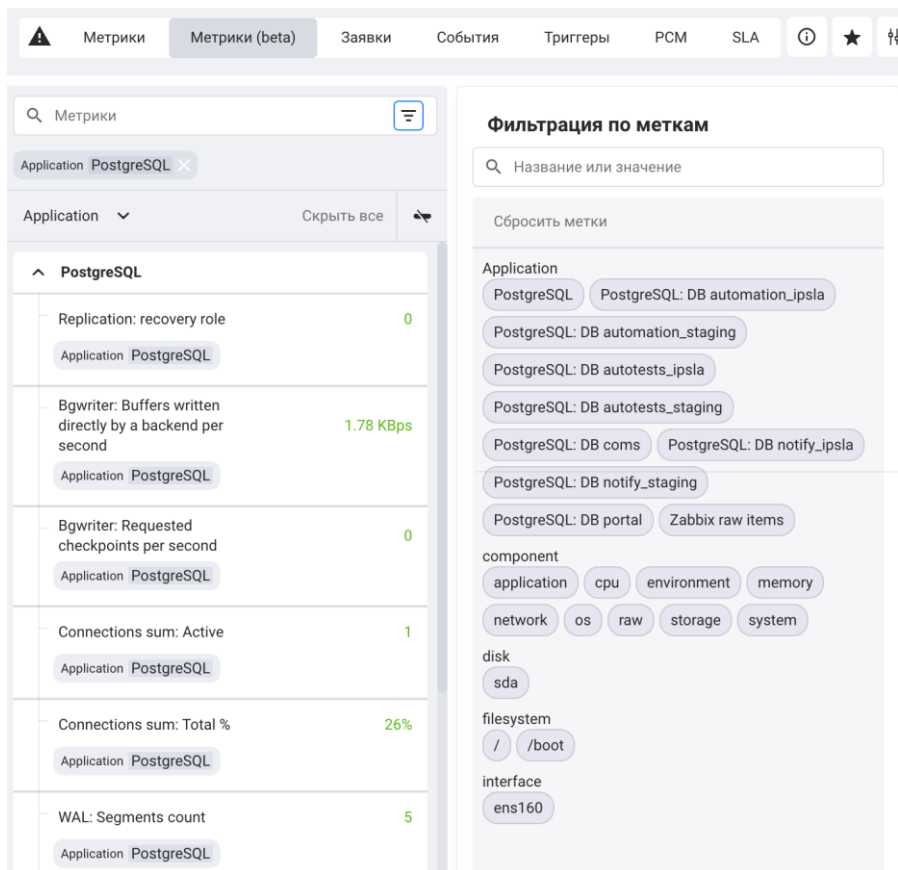 Метрики Метрики (beta) Заявки События Триггеры РСМ SLA
Метрики
Application PostgreSQL
Application Скрыть все
PostgreSQL
Replication: recovery role 0
Application PostgreSQL
Bgwriter: Buffers written
directly by a backend per
second
1.78 KBps
Application PostgreSQL
Bgwriter: Requested
checkpoints per second
0
Application PostgreSQL
Connections sum: Active 1
Application PostgreSQL
Connections sum: Total % 26%
Application PostgreSQL
WAL: Segments count 5
Application PostgreSQL
Фильтрация по меткам
Название или значение
Сбросить метки
Application
PostgreSQL PostgreSQL: DB automation_ipsla
PostgreSQL: DB automation_staging
PostgreSQL: DB autotests_ipsla
PostgreSQL: DB autotests_staging
PostgreSQL: DB coms PostgreSQL: DB notify_ipsla
PostgreSQL: DB notify_staging
PostgreSQL: DB portal Zabbix raw items
component
application cpu environment memory
network os raw storage system
disk
sda
filesystem
/ /boot
interface
ens160